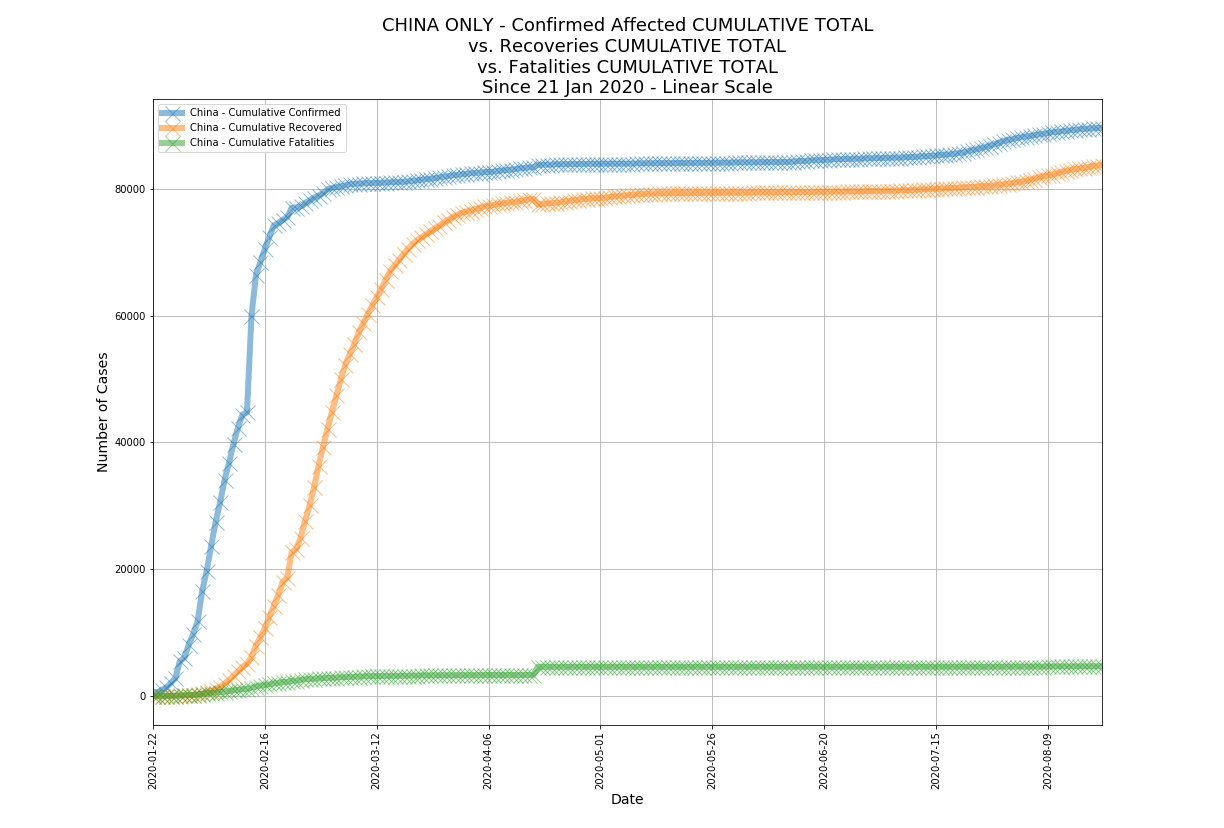 CHINA ONLY - Confirmed Affected CUMULATIVE TOTAL
vs. Recoveries CUMULATIVE TOTAL
vs. Fatalities CUMULATIVE TOTAL
Since 21 Jan 2020 - Linear Scale
China - Cumulative Confirmed
China - Cumulative Recovered
China - Cumulative Fatalities
Number of Cases
80000
60000
40000
20000
0
2020-01-22
2020-02-16
2020-03-12
2020-04-06
2020-05-01
2020-05-26
2020-06-20
2020-07-15
2020-08-09
Date